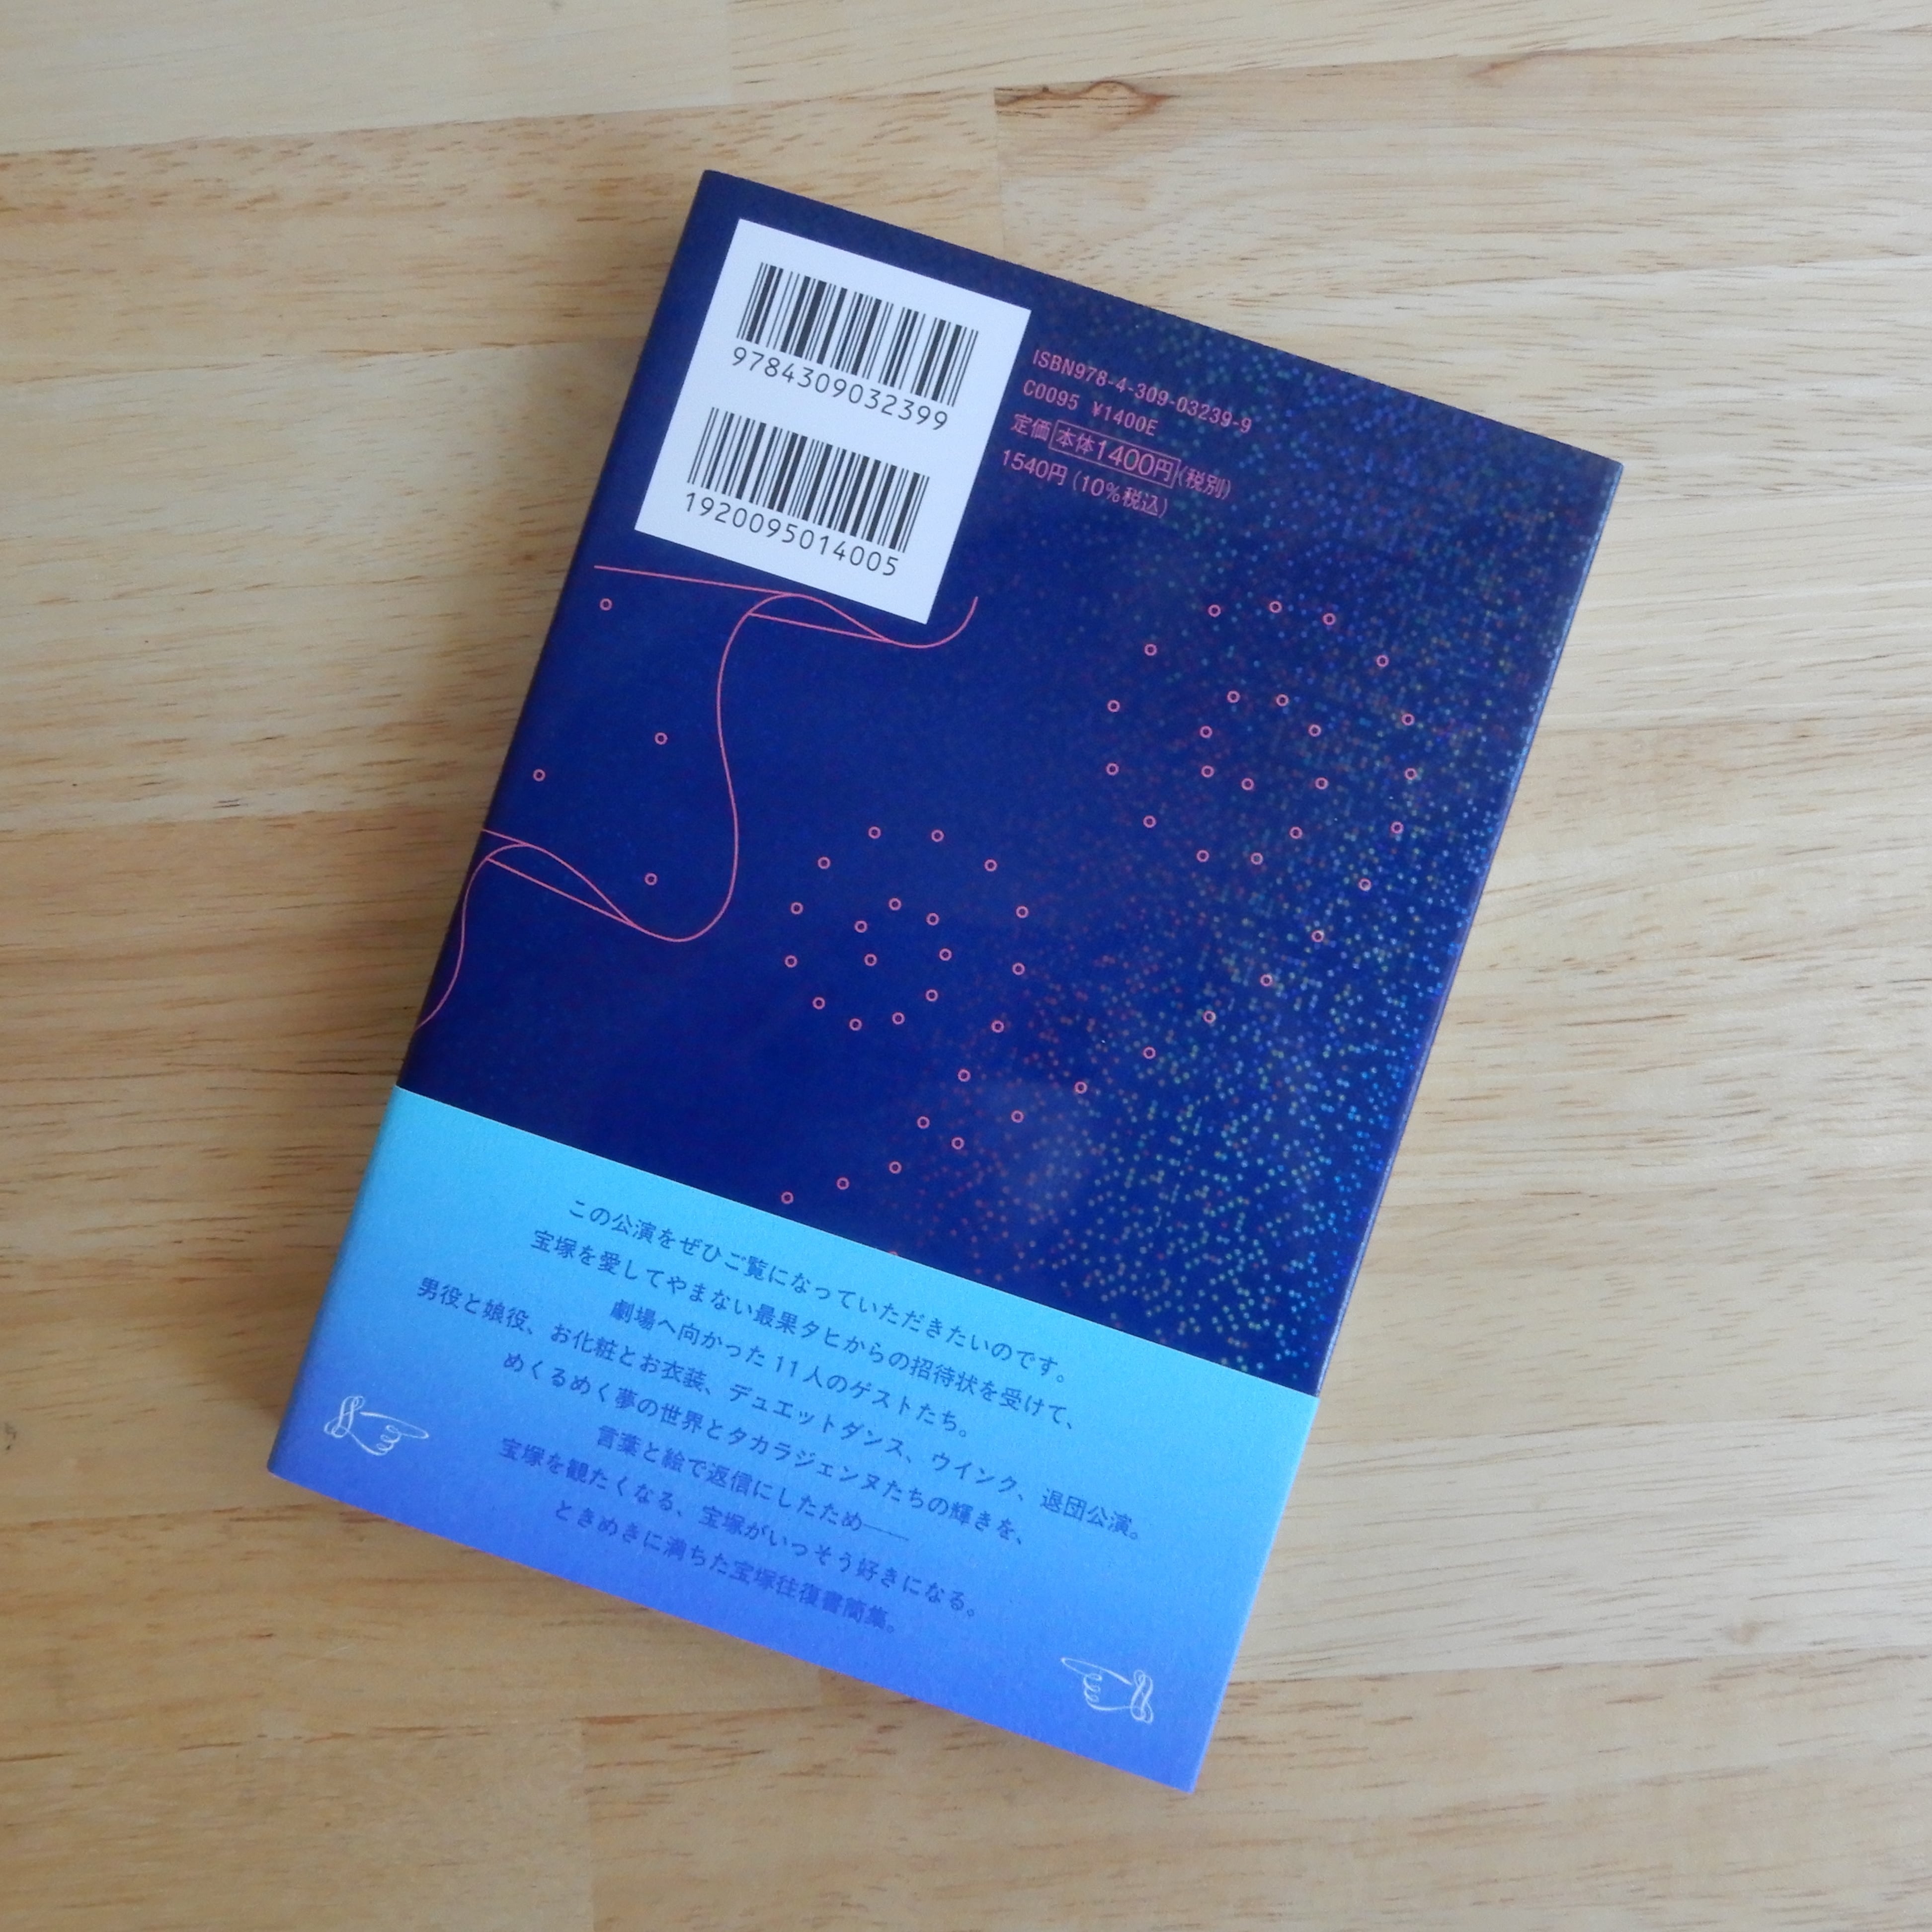 9784309032399
1920095014005
ISBN978-4-309-03239-9
C0095 ¥1400E
定価 本体1400円(税別)
1540円(10%税込)
この公演をぜひご覧になっていただきたいのです。
宝塚を愛してやまない最果タヒからの招待状を受けて、
劇場へ向かった11人のゲストたち。
男役と娘役、お化粧とお衣装、デュエットダンス、ウインク、退団公演。
めくるめく夢の世界とタカラジェンヌたちの輝きを、
言葉と絵で返信にしたため――
宝塚を観たくなる、宝塚がいっそう好きになる。
ときめきに満ちた宝塚往復書簡集。